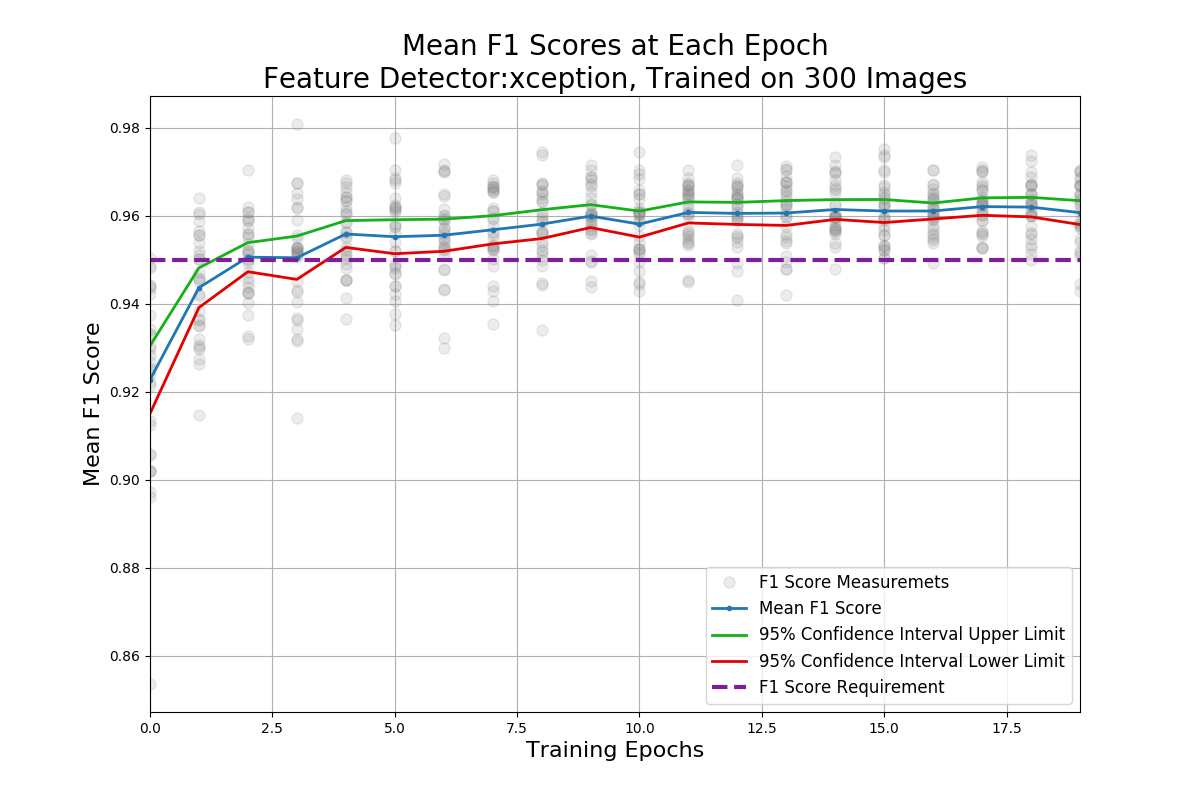 Mean F1 Scores at Each Epoch
Feature Detector:xception, Trained on 300 Images
Mean F1 Score
0.98
0.96
0.94
0.92
0.90
0.88
0.86
F1 Score Measuremets
Mean F1 Score
95% Confidence Interval Upper Limit
95% Confidence Interval Lower Limit
F1 Score Requirement
0.0 2.5 5.0 7.5 10.0 12.5 15.0 17.5
Training Epochs